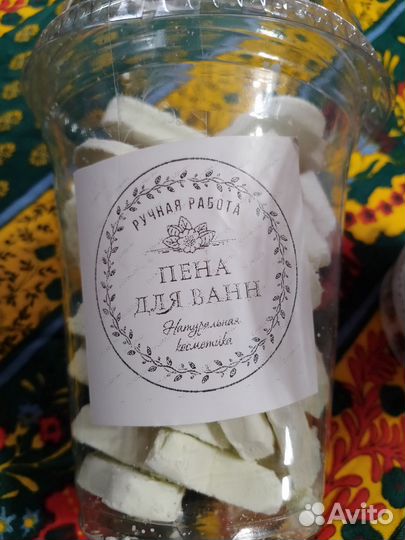 РУЧНАЯ РАБОТА
ПЕНА
ДЛЯ ВАНН
Натуральная
косметика
Avito